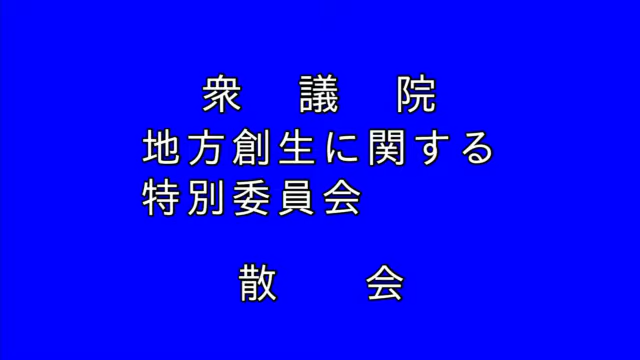 衆議院
地方創生に関する
特別委員会
散会